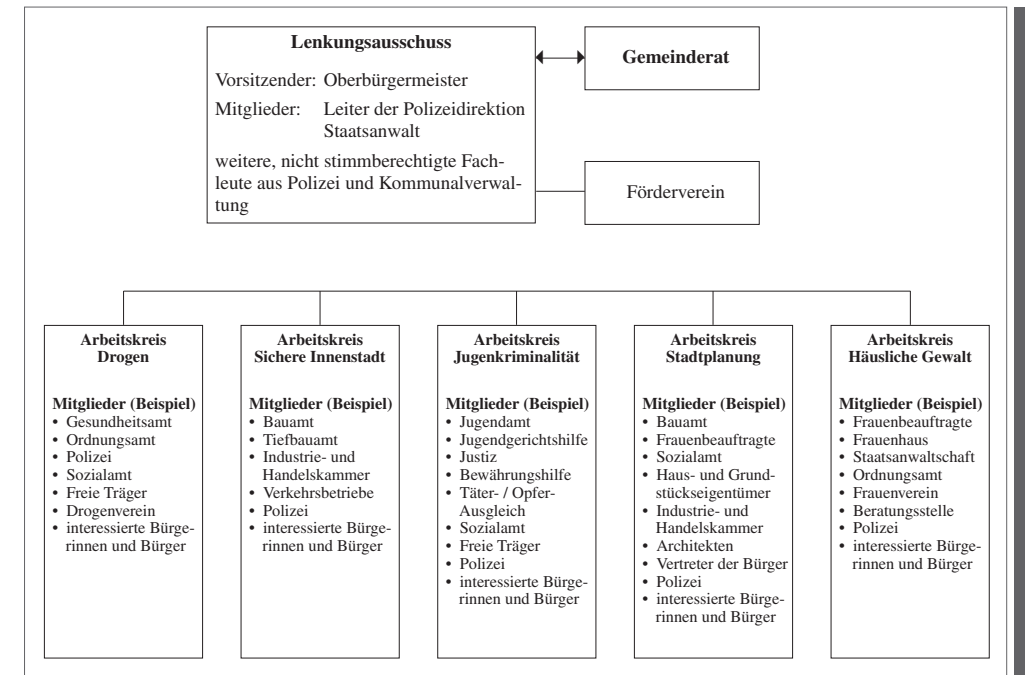 Lenkungsausschuss
Vorsitzender: Oberbürgermeister
Mitglieder: Leiter der Polizeidirektion
Staatsanwalt
weitere, nicht stimmberechtigte Fach-
leute aus Polizei und Kommunalverwal-
tung
Gemeinderat
Förderverein
Arbeitskreis
Drogen
Mitglieder (Beispiel)
• Gesundheitsamt
• Ordnungsamt
• Polizei
• Sozialamt
• Freie Träger
• Drogenverein
• interessierte Bürge-
rinnen und Bürger
Arbeitskreis
Sichere Innenstadt
Mitglieder (Beispiel)
• Bauamt
• Tiefbauamt
• Industrie- und
Handelskammer
• Verkehrsbetriebe
• Polizei
• interessierte Bürge-
rinnen und Bürger
Arbeitskreis
Jugenkriminalität
Mitglieder (Beispiel)
• Jugendamt
• Jugendgerichtshilfe
• Justiz
• Bewährungshilfe
• Täter- / Opfer-
Ausgleich
• Sozialamt
• Freie Träger
• Polizei
• interessierte Bürge-
rinnen und Bürger
Arbeitskreis
Stadtplanung
Mitglieder (Beispiel)
• Bauamt
• Frauenbeauftragte
• Sozialamt
• Haus- und Grund-
stückseigentümer
• Industrie- und
Handelskammer
• Architekten
• Vertreter der Bürger
• Polizei
• interessierte Bürge-
rinnen und Bürger
Arbeitskreis
Häusliche Gewalt
Mitglieder (Beispiel)
• Frauenbeauftragte
• Frauenhaus
• Staatsanwaltschaft
• Ordnungsamt
• Frauenverein
• Beratungsstelle
• Polizei
• interessierte Bürge-
rinnen und Bürger